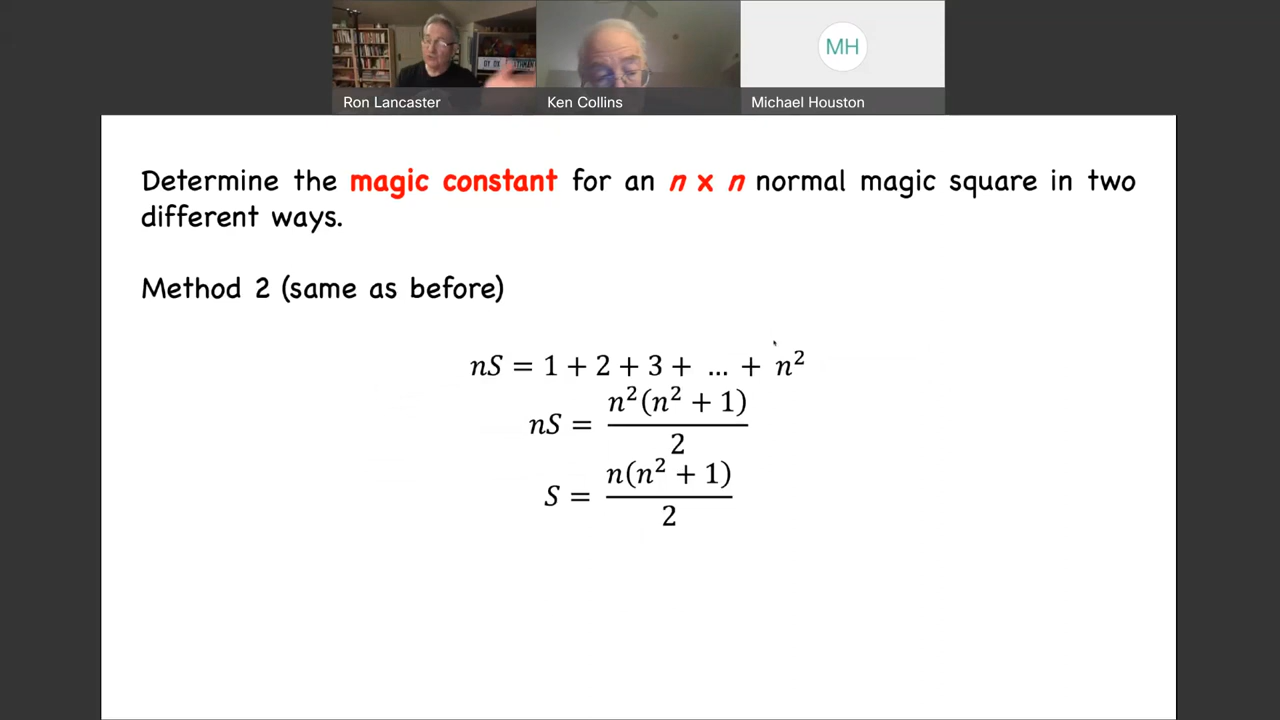 MH
Ron Lancaster
Ken Collins
Michael Houston
Determine the magic constant for an n x n normal magic square in two
different ways.
Method 2 (same as before)
nS = 1 + 2 + 3 + … + n²
nS = n²(n² + 1) / 2
S = n(n² + 1) / 2